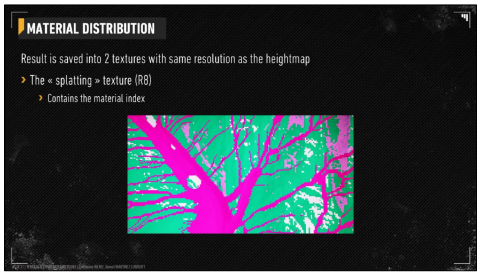 MATERIAL DISTRIBUTION
Result is saved into 2 textures with same resolution as the heightmap
› The « splatting » texture (R8)
› Contains the material index